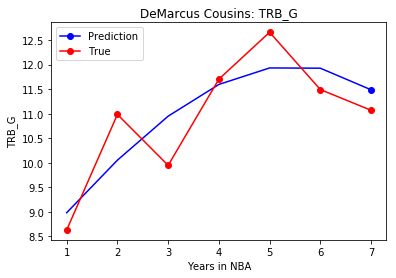 DeMarcus Cousins: TRB_G
Prediction
True
12.5
12.0
11.5
11.0
10.5
10.0
9.5
9.0
8.5
TRB_G
1 2 3 4 5 6 7
Years in NBA